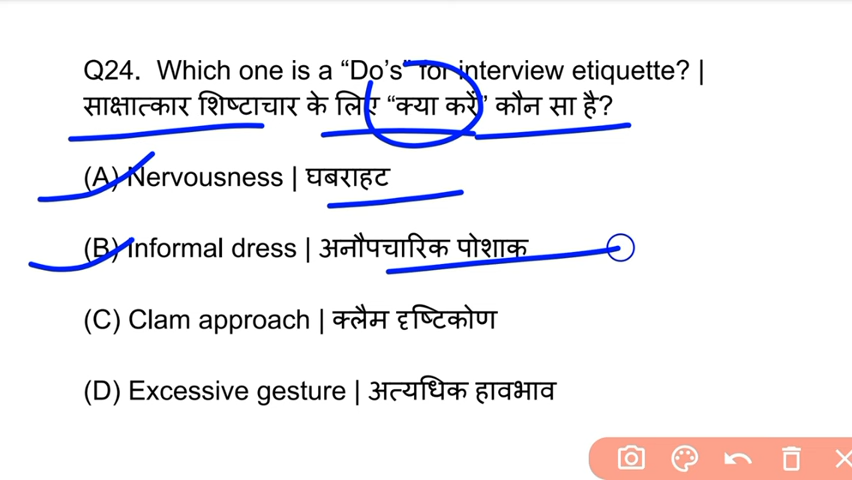 Q24. Which one is a “Do’s” for interview etiquette? |
साक्षात्कार शिष्टाचार के लिए “क्या करें” कौन सा है?
(A) Nervousness | घबराहट
(B) Informal dress | अनौपचारिक पोशाक
(C) Clam approach | क्लैम दृष्टिकोण
(D) Excessive gesture | अत्यधिक हावभाव